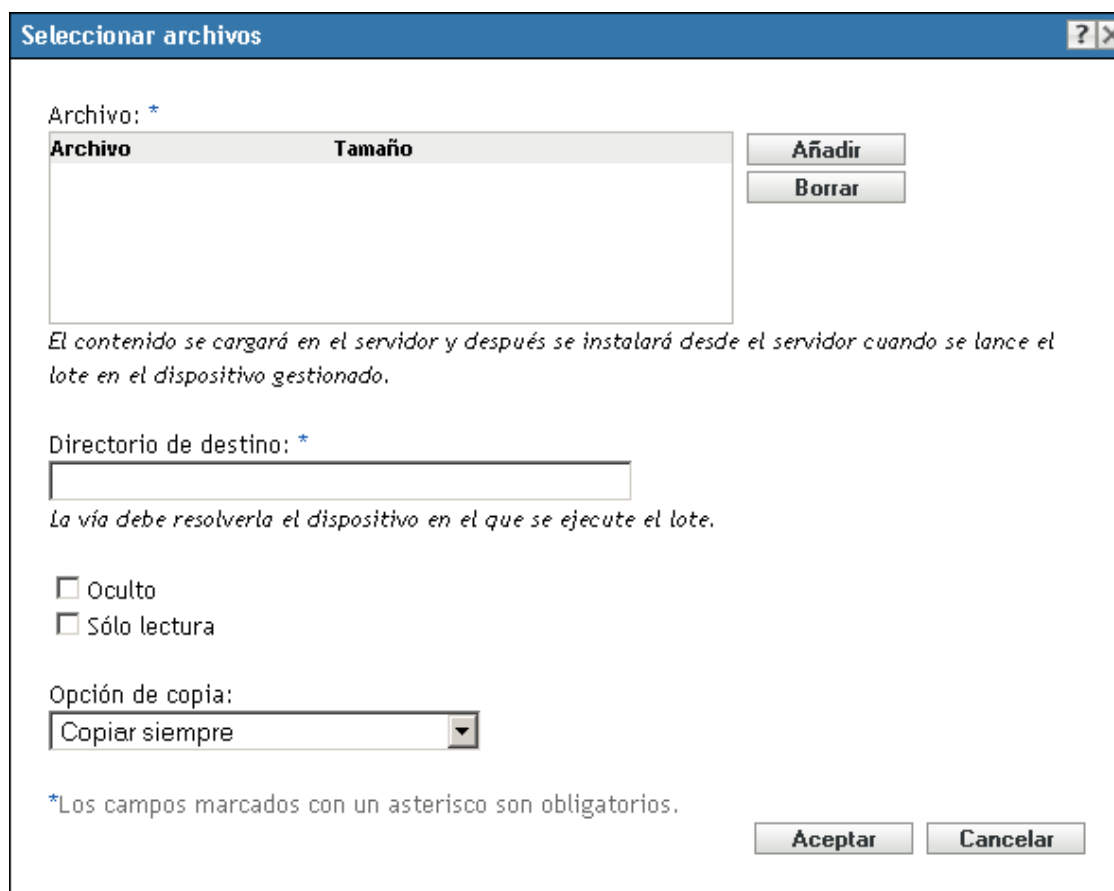 Seleccionar archivos ?
Archivo: *
Archivo Tamaño
Añadir
Borrar
El contenido se cargará en el servidor y después se instalará desde el servidor cuando se lance el
lote en el dispositivo gestionado.
Directorio de destino: *
La vía debe resolverla el dispositivo en el que se ejecute el lote.
Oculto
Sólo lectura
Opción de copia:
Copiar siempre
*Los campos marcados con un asterisco son obligatorios.
Aceptar Cancelar